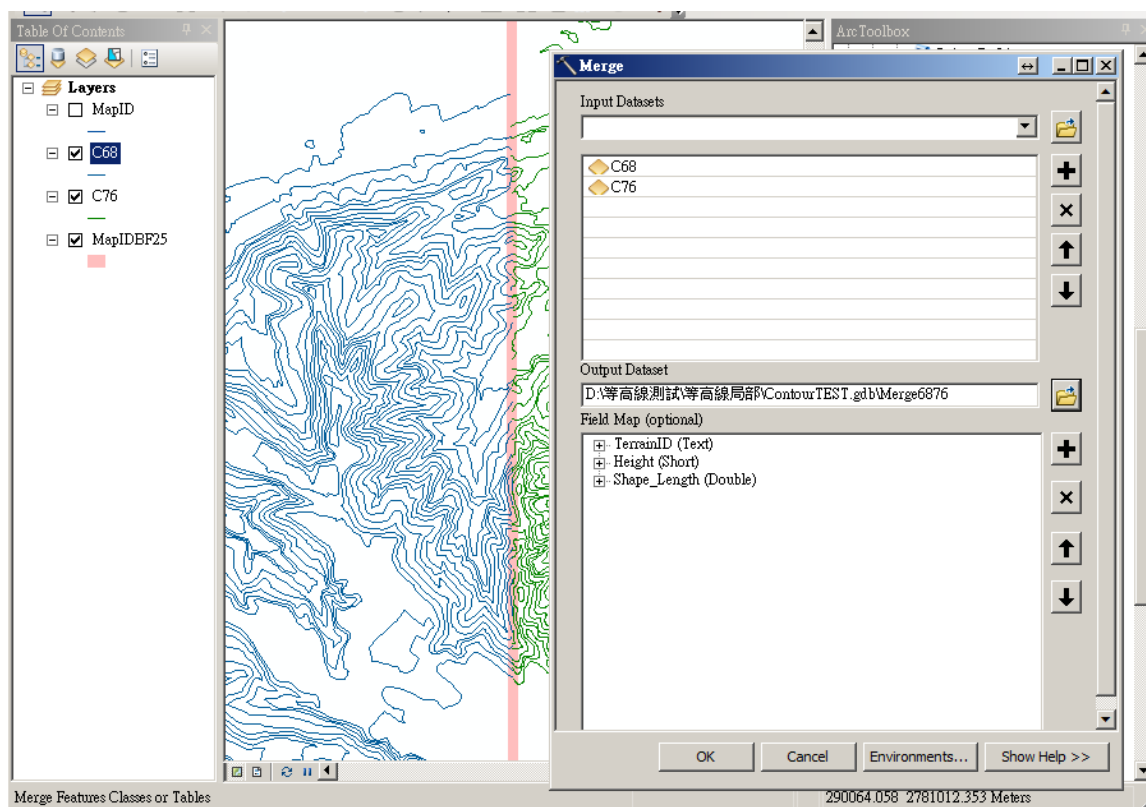 Table Of Contents
Layers
MapID
C68
C76
MapIDBF25
ArcToolbox
Merge
Input Datasets
C68
C76
Output Dataset
D:\等高線測試\等高線局部\ContourTEST.gdb\Merge6876
Field Map (optional)
TerrainID (Text)
Height (Short)
Shape_Length (Double)
OK
Cancel
Environments...
Show Help >>
Merge Features Classes or Tables
290064.058 2781012.353 Meters